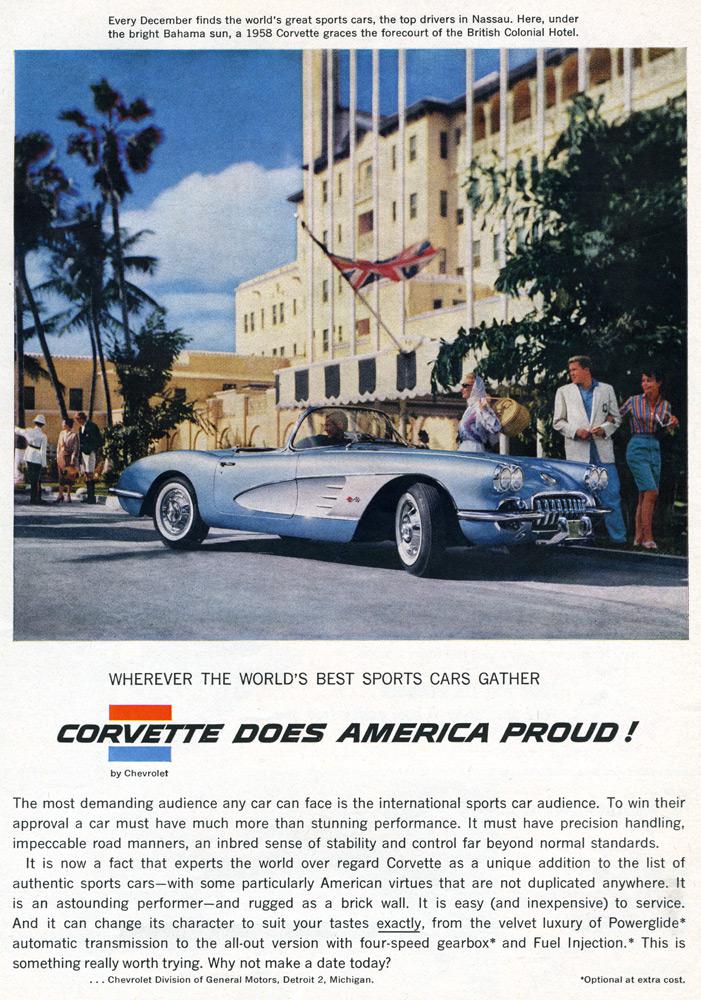 Every December finds the world's great sports cars, the top drivers in Nassau. Here, under
the bright Bahama sun, a 1958 Corvette graces the forecourt of the British Colonial Hotel.
WHEREVER THE WORLD'S BEST SPORTS CARS GATHER
CORVETTE DOES AMERICA PROUD!
by Chevrolet
The most demanding audience any car can face is the international sports car audience. To win their
approval a car must have much more than stunning performance. It must have precision handling,
impeccable road manners, an inbred sense of stability and control far beyond normal standards.
It is now a fact that experts the world over regard Corvette as a unique addition to the list of
authentic sports cars—with some particularly American virtues that are not duplicated anywhere. It
is an astounding performer—and rugged as a brick wall. It is easy (and inexpensive) to service.
And it can change its character to suit your tastes exactly, from the velvet luxury of Powerglide*
automatic transmission to the all-out version with four-speed gearbox* and Fuel Injection.* This is
something really worth trying. Why not make a date today?
. . . Chevrolet Division of General Motors, Detroit 2, Michigan.
*Optional at extra cost.